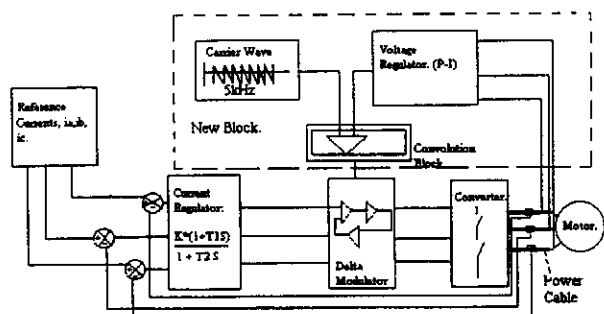 Carrier Wave
5kHz
Voltage
Regulator. (P-I)
New Block.
Convolution
Block
Reference
Currents, ia,ib,
ic.
Current
Regulator.
K*(1+T1S)
1 + T2 S
Delta
Modulator
Converter.
Motor.
Power
Cable